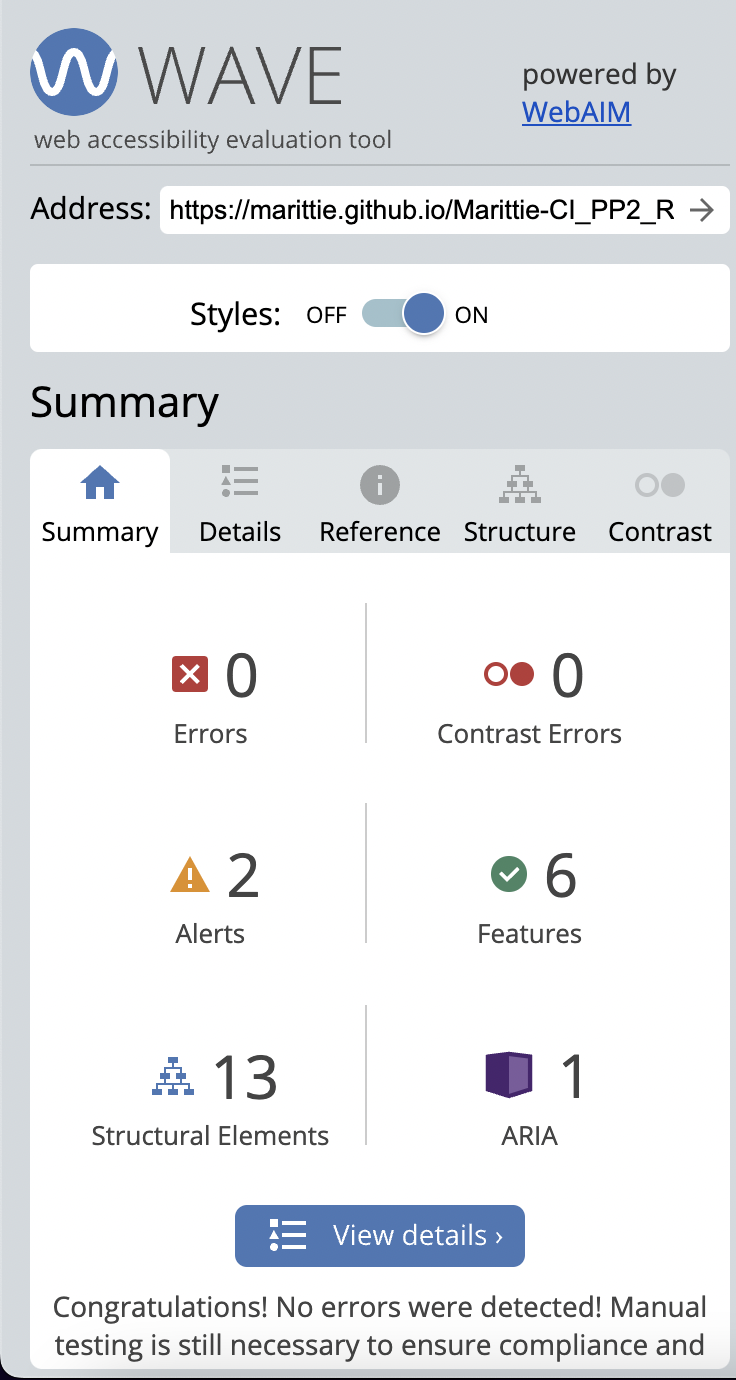 WAVE
web accessibility evaluation tool
powered by
WebAIM
Address: https://marittie.github.io/Marittie-CI_PP2_R
Styles: OFF ON
Summary
Summary Details Reference Structure Contrast
0 0
Errors Contrast Errors
2 6
Alerts Features
13 1
Structural Elements ARIA
View details ›
Congratulations! No errors were detected! Manual
testing is still necessary to ensure compliance and